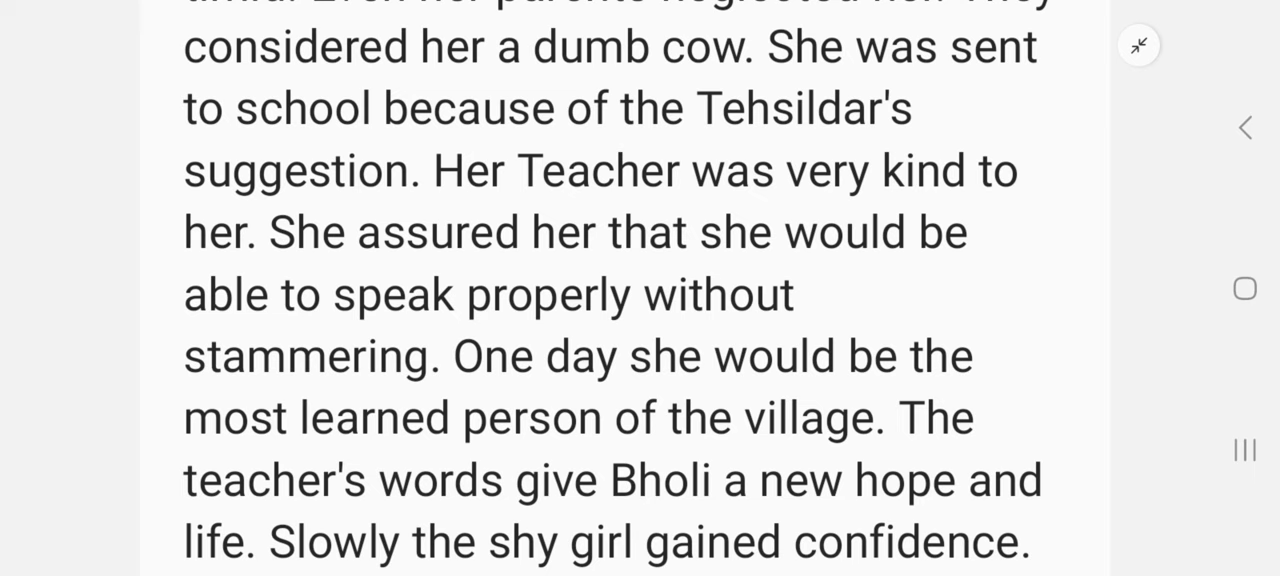 considered her a dumb cow. She was sent
to school because of the Tehsildar's
suggestion. Her Teacher was very kind to
her. She assured her that she would be
able to speak properly without
stammering. One day she would be the
most learned person of the village. The
teacher's words give Bholi a new hope and
life. Slowly the shy girl gained confidence.